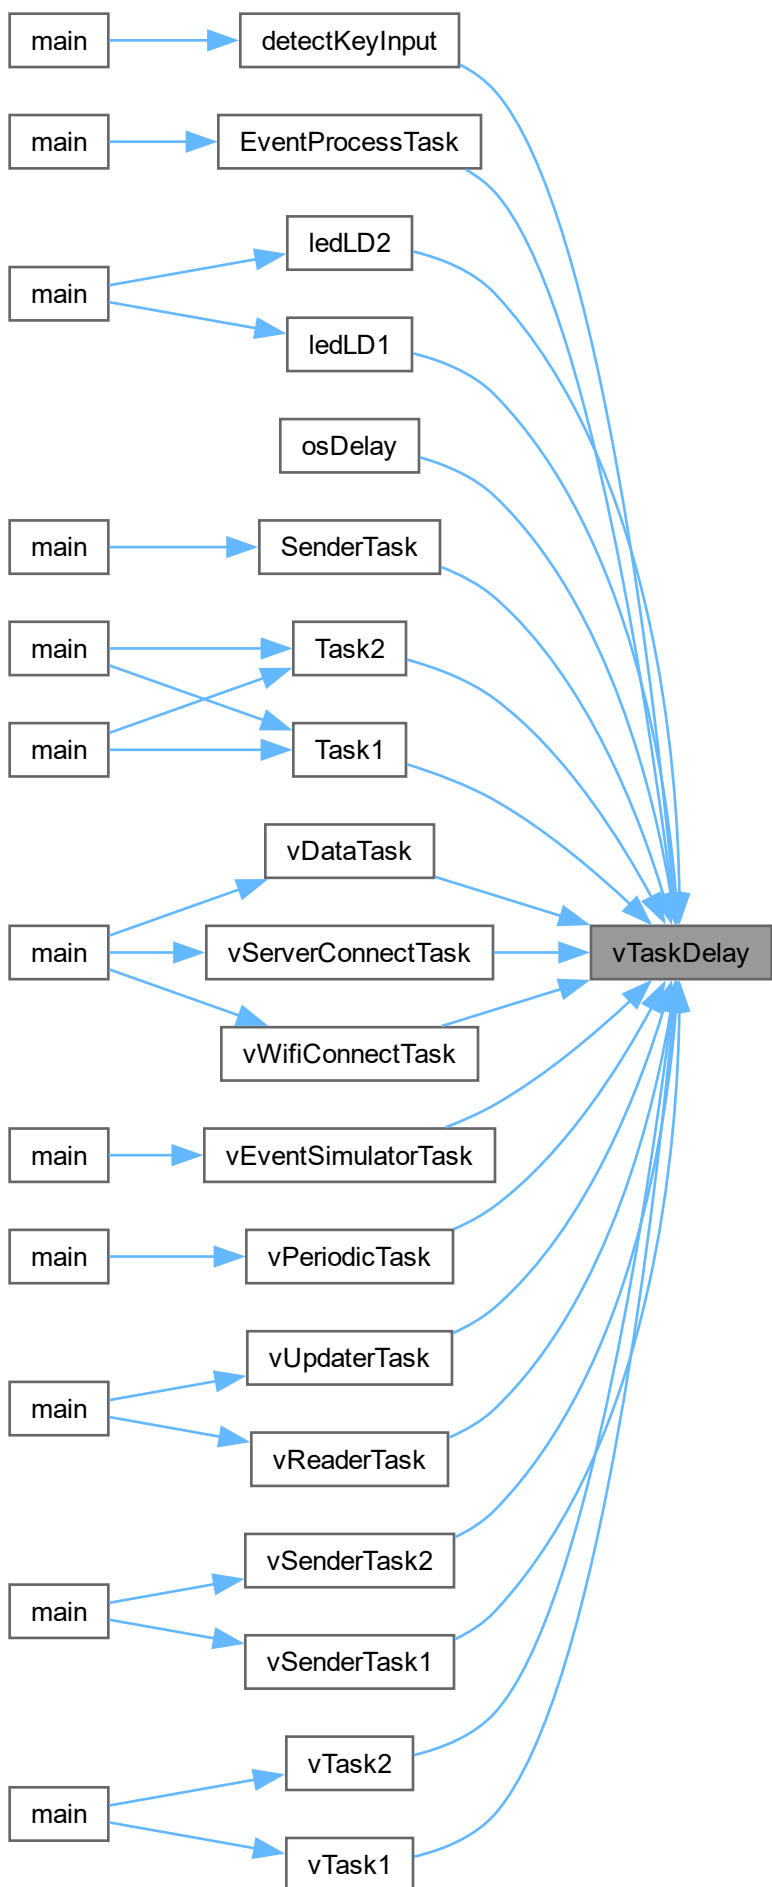 main
detectKeyInput
main
EventProcessTask
ledLD2
main
ledLD1
osDelay
main
SenderTask
main
Task2
main
Task1
vDataTask
main
vServerConnectTask
vTaskDelay
vWifiConnectTask
main
vEventSimulatorTask
main
vPeriodicTask
vUpdaterTask
main
vReaderTask
vSenderTask2
main
vSenderTask1
vTask2
main
vTask1